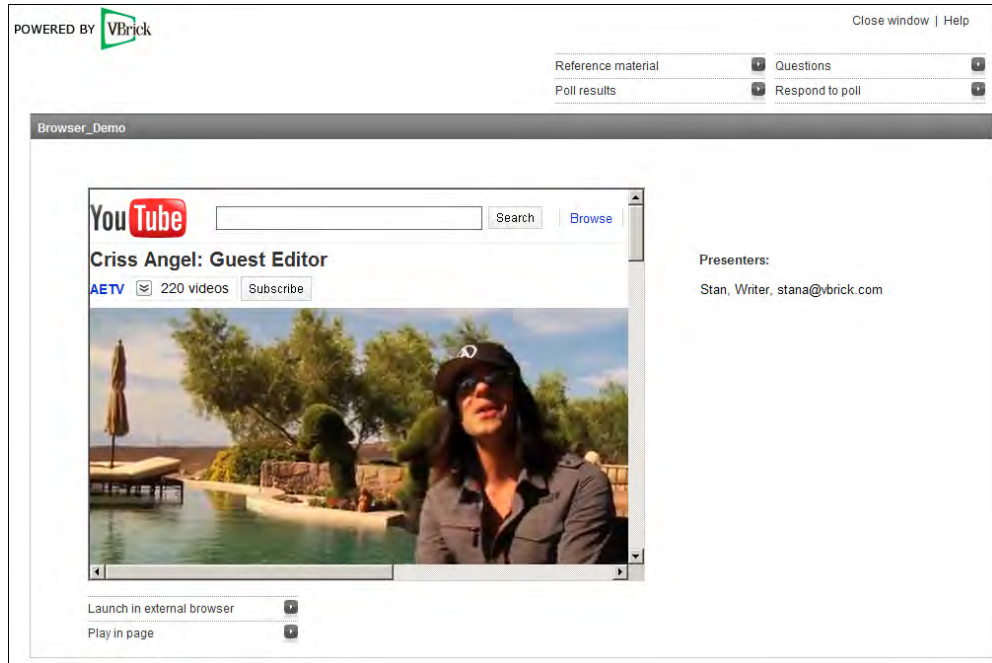 POWERED BY VBrick
Close window | Help
Reference material
Questions
Poll results
Respond to poll
Browser_Demo
YouTube
Search
Browse
Criss Angel: Guest Editor
AETV 220 videos Subscribe
Presenters:
Stan, Writer, stana@vbrick.com
Launch in external browser
Play in page